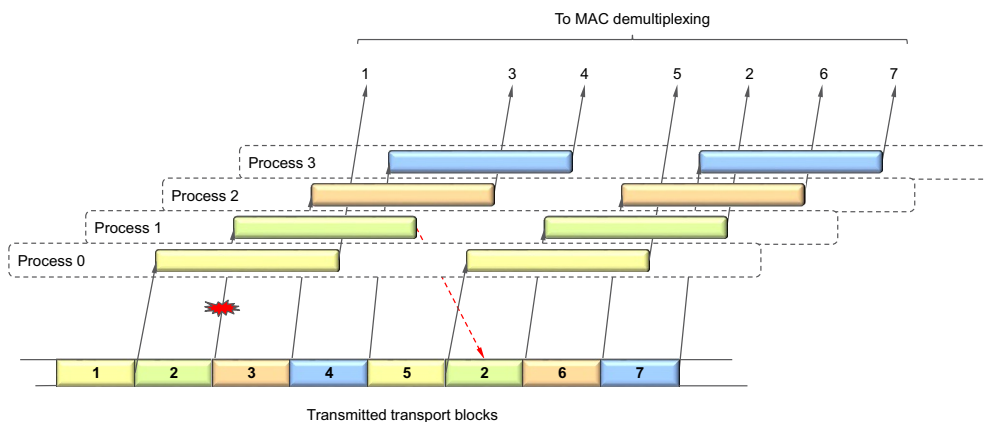 To MAC demultiplexing
1 3 4 5 2 6 7
Process 3
Process 2
Process 1
Process 0
1 2 3 4 5 2 6 7
Transmitted transport blocks